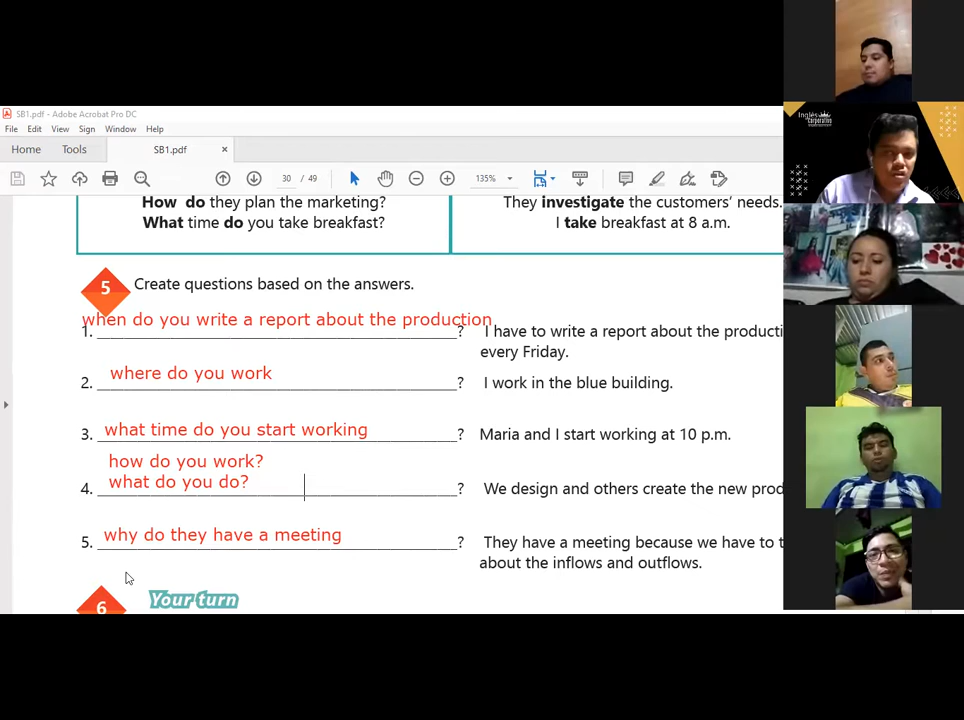 SB1.pdf - Adobe Acrobat Pro DC
File Edit View Sign Window Help
Home Tools SB1.pdf ×
30 / 49 135%
How do they plan the marketing? They investigate the customers' needs.
What time do you take breakfast? I take breakfast at 8 a.m.
5 Create questions based on the answers.
when do you write a report about the production
1. ? I have to write a report about the producti
every Friday.
where do you work
2. ? I work in the blue building.
what time do you start working
3. ? Maria and I start working at 10 p.m.
how do you work?
what do you do?
4. ? We design and others create the new prod
why do they have a meeting
5. ? They have a meeting because we have to t
about the inflows and outflows.
6 Your turn
Inglés
corporativo